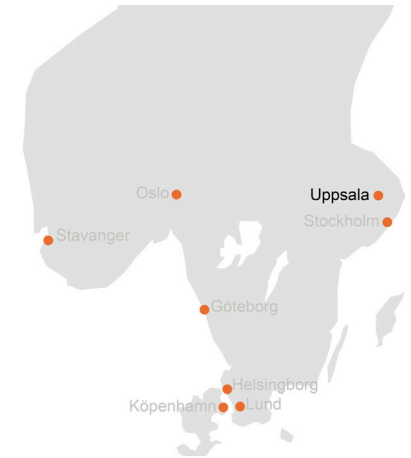 Oslo
Uppsala
Stockholm
Stavanger
Göteborg
Helsingborg
Köpenhamn
Lund